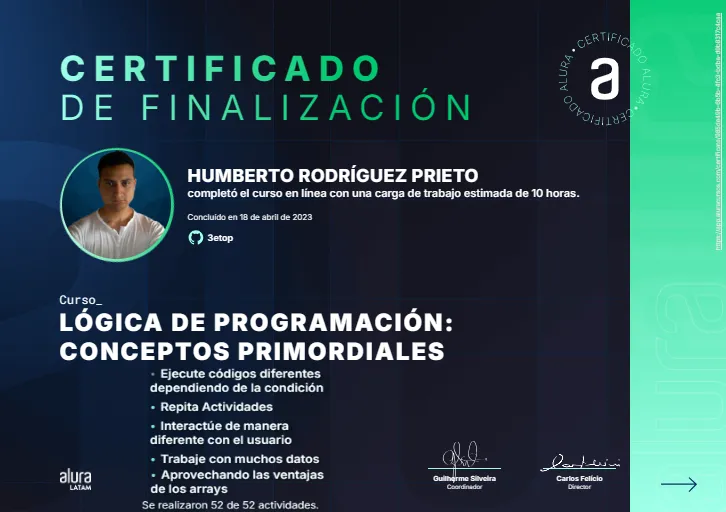 CERTIFICADO
DE FINALIZACIÓN
CERTIFICADO ALURA • CERTIFICADO ALURA •
a
HUMBERTO RODRÍGUEZ PRIETO
completó el curso en línea con una carga de trabajo estimada de 10 horas.
Concluído en 18 de abril de 2023
3etop
Curso_
LÓGICA DE PROGRAMACIÓN:
CONCEPTOS PRIMORDIALES
• Ejecute códigos diferentes
dependiendo de la condición
• Repita Actividades
• Interactúe de manera
diferente con el usuario
• Trabaje con muchos datos
• Aprovechando las ventajas
de los arrays
Se realizaron 52 de 52 actividades.
alura
LATAM
Guilherme Silveira
Coordinador
Carlos Felício
Director
alura